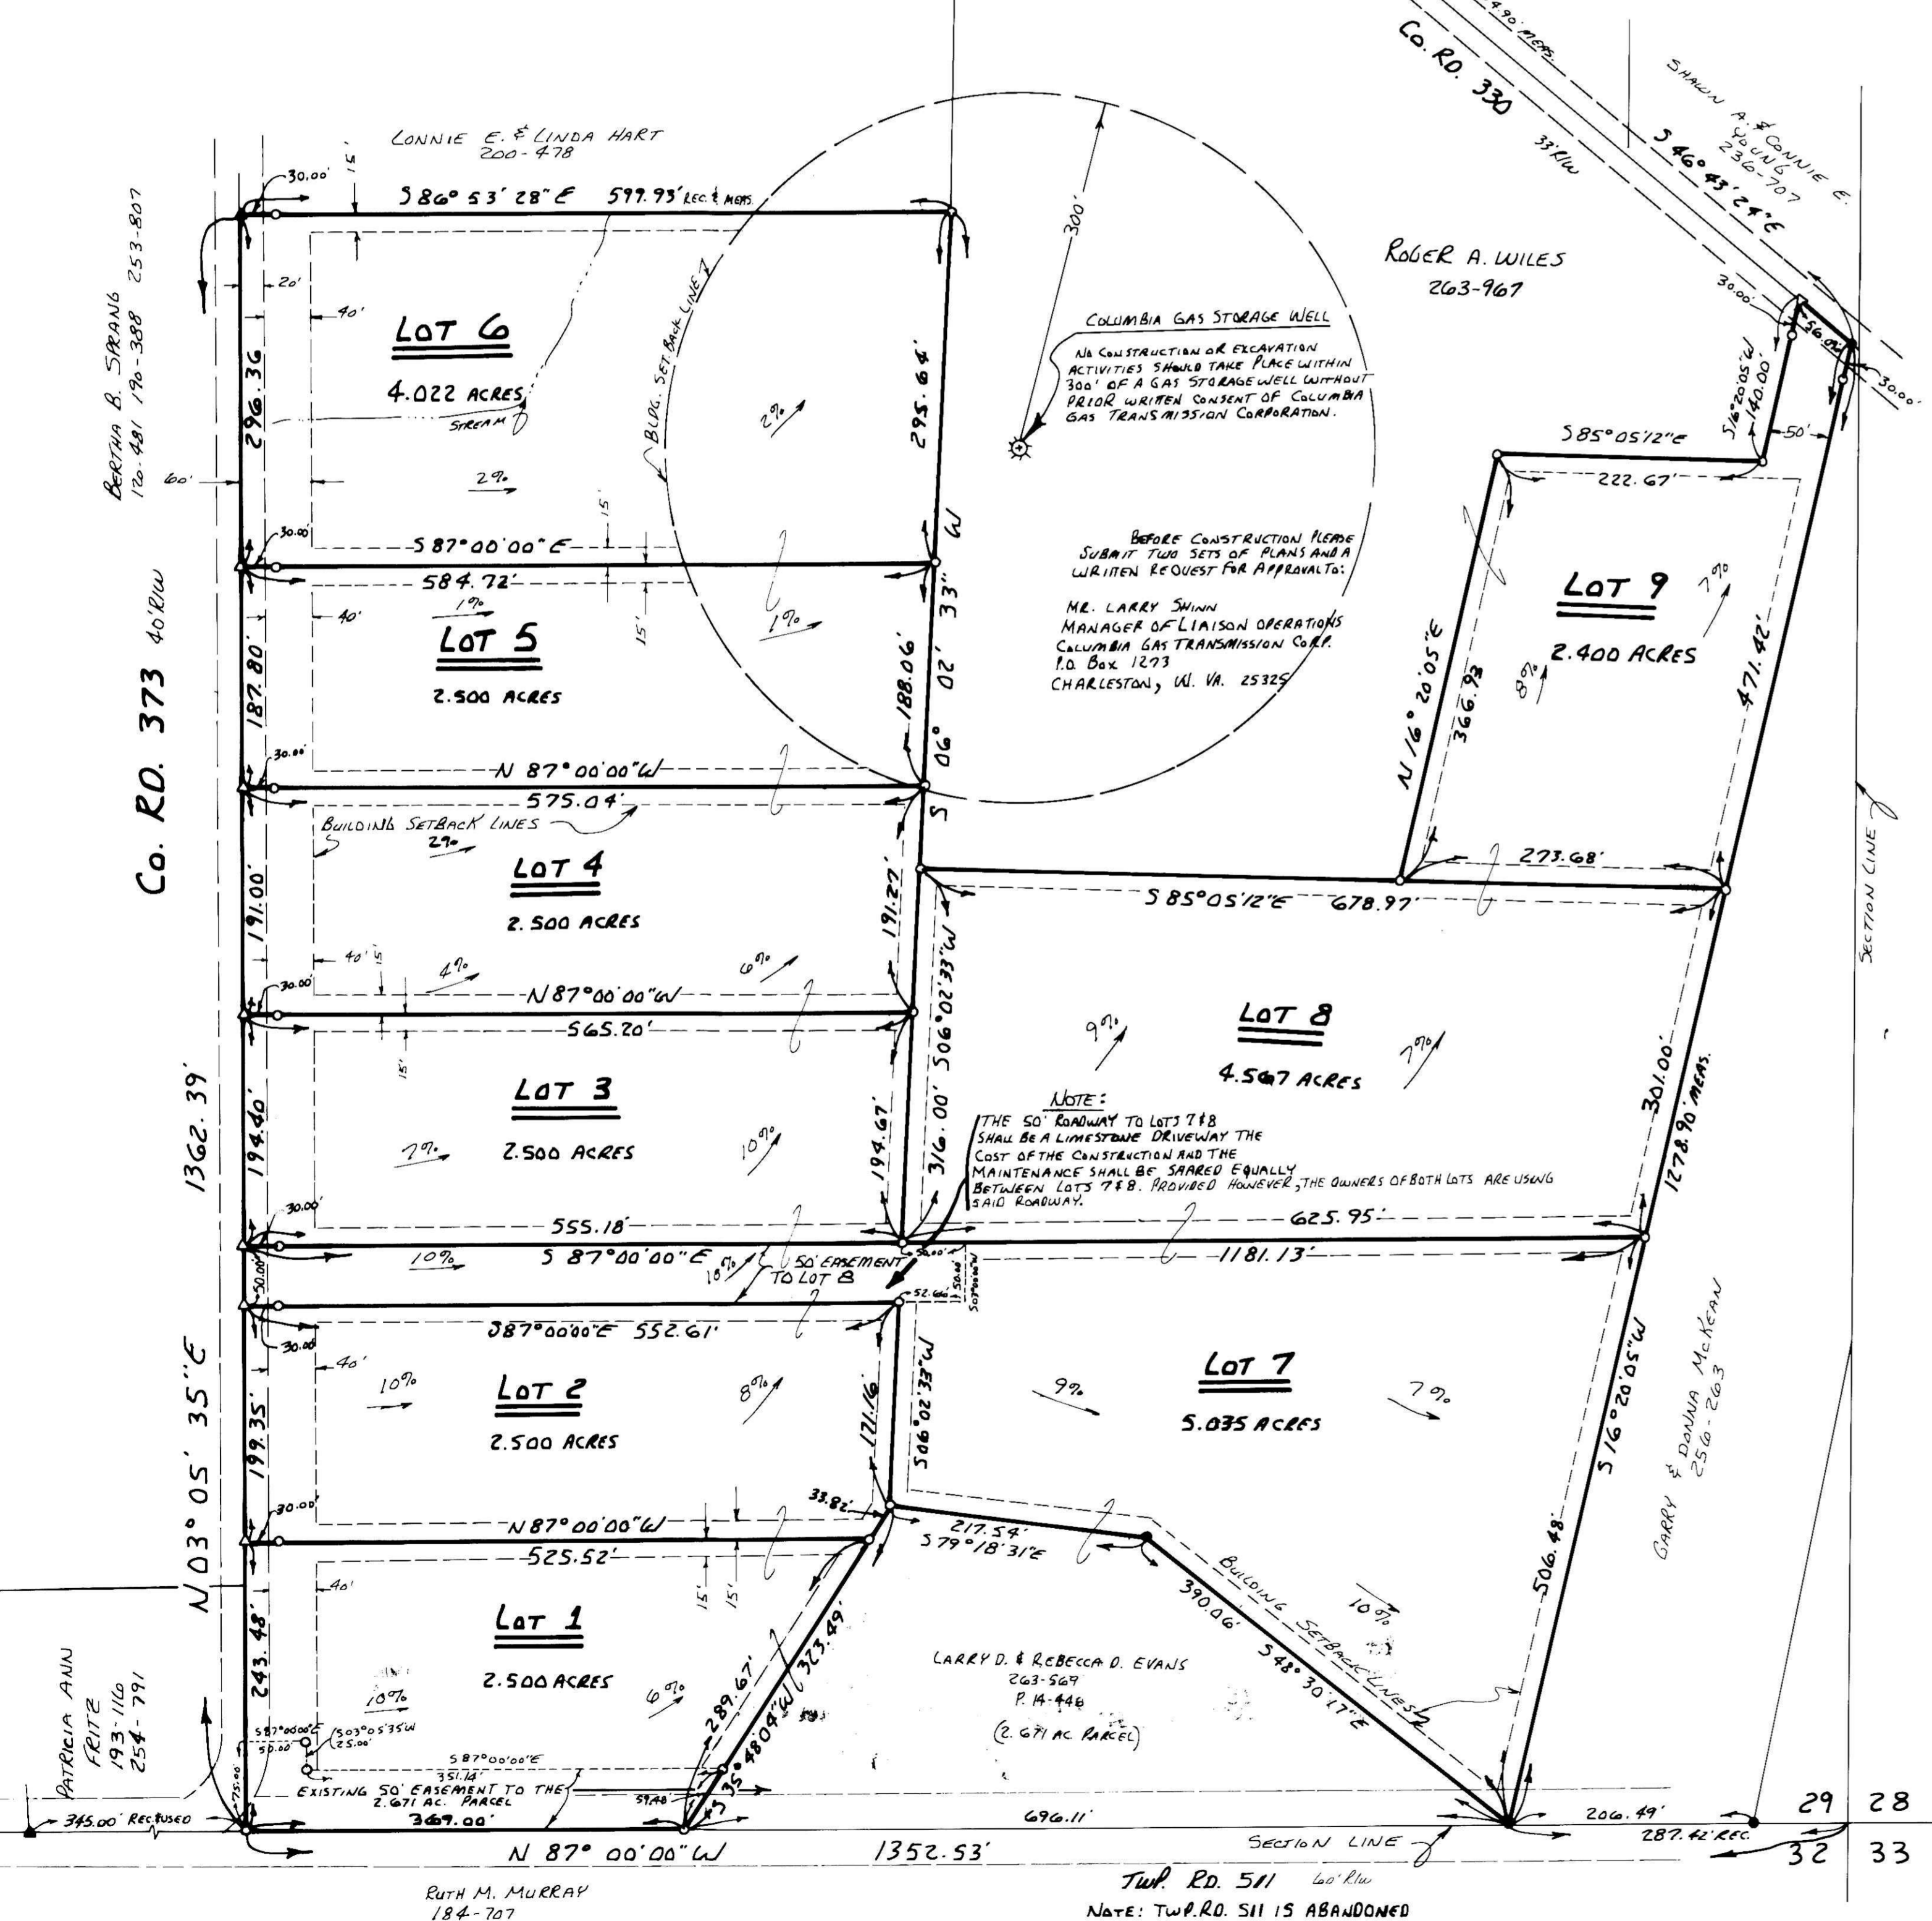 LONNIE E. & LINDA HART
200-478
S 86° 53' 28" E 599.93' REC. & MEAS.
30.00'
15'
BERTHA B. SPRANG
120-481 190-388 253-807
Co. RD. 373 40' R/W
N 03° 05' 35" E
1362.39'
60'
20'
40'
LOT 6
4.022 ACRES
STREAM
296.36
2%
2%
BLDG. SET BACK LINE
295.64'
15'
15'
30.00'
S 87° 00' 00" E
584.72'
1%
40'
LOT 5
2.500 ACRES
187.80'
1%
188.06'
S 06° 02' 33" W
30.00'
N 87° 00' 00" W
575.04'
BUILDING SETBACK LINES
2%
LOT 4
2.500 ACRES
191.00'
191.27'
40'
15'
4%
6%
30.00'
N 87° 00' 00" W
565.20'
15'
LOT 3
2.500 ACRES
194.40'
194.67'
7%
10%
30.00'
555.18'
S 87° 00' 00" E
10%
10%
50' EASEMENT
TO LOT 8
50.00'
50.00'
50.00'
S03°00'00"W
52.66'
30.00'
S87°00'00"E 552.61'
40'
10%
8%
LOT 2
2.500 ACRES
199.35'
171.16'
S06°02'33"W
33.82'
30.00'
N 87° 00' 00" W
525.52'
15'
15'
40'
LOT 1
2.500 ACRES
243.48'
10%
6%
289.67'
S 35° 48' 04" W 323.49'
S 87°00'00"E
50.00'
S03°05'35"W
25.00'
75.00'
S 87°00'00"E
351.14'
EXISTING 50' EASEMENT TO THE
2.671 AC. PARCEL
59.48'
369.00'
PATRICIA ANN
FRITZ
193-116
254-791
345.00' REC. & USED
N 87° 00' 00" W 1352.53'
RUTH M. MURRAY
184-707
300'
COLUMBIA GAS STORAGE WELL
NO CONSTRUCTION OR EXCAVATION
ACTIVITIES SHOULD TAKE PLACE WITHIN
300' OF A GAS STORAGE WELL WITHOUT
PRIOR WRITTEN CONSENT OF COLUMBIA
GAS TRANSMISSION CORPORATION.
BEFORE CONSTRUCTION PLEASE
SUBMIT TWO SETS OF PLANS AND A
WRITTEN REQUEST FOR APPROVAL TO:
MR. LARRY SHINN
MANAGER OF LIAISON OPERATIONS
COLUMBIA GAS TRANSMISSION CORP.
P.O. BOX 1273
CHARLESTON, W. VA. 25325
ROGER A. WILES
263-967
Co. RD. 330
33' R/W
4.90' MEAS.
S 46° 43' 24" E
SHAWN A. & CONNIE E.
YOUNG
236-707
30.00'
56.06'
30.00'
S16°20'05"W
140.00'
50'
S 85° 05' 12" E
222.67'
LOT 9
2.400 ACRES
7%
8%
N 16° 20' 05" E
366.93
471.42'
273.68'
SECTION LINE
S 85° 05' 12" E 678.97'
LOT 8
4.567 ACRES
9%
7%
316.00' S06°02'33"W
301.00'
1278.90' MEAS.
NOTE:
THE 50' ROADWAY TO LOTS 7 & 8
SHALL BE A LIMESTONE DRIVEWAY THE
COST OF THE CONSTRUCTION AND THE
MAINTENANCE SHALL BE SHARED EQUALLY
BETWEEN LOTS 7 & 8. PROVIDED HOWEVER, THE OWNERS OF BOTH LOTS ARE USING
SAID ROADWAY.
625.95'
1181.13'
LOT 7
5.035 ACRES
9%
7%
10%
S 16° 20' 05" W
506.48'
GARRY & DONNA McKEAN
256-263
217.54'
S 79° 18' 31" E
390.06'
S 48° 30' 17" E
BUILDING SETBACK LINES
LARRY D. & REBECCA D. EVANS
263-569
P. 14-448
(2.671 AC. PARCEL)
696.11'
206.49'
287.42' REC.
SECTION LINE
29 28
32 33
TWP. RD. 511 60' R/W
NOTE: TWP. RD. 511 IS ABANDONED